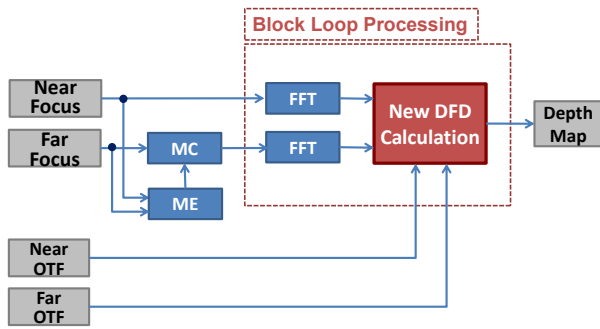 Block Loop Processing
Near
Focus
FFT
New DFD
Calculation
Depth
Map
Far
Focus
MC
FFT
ME
Near
OTF
Far
OTF